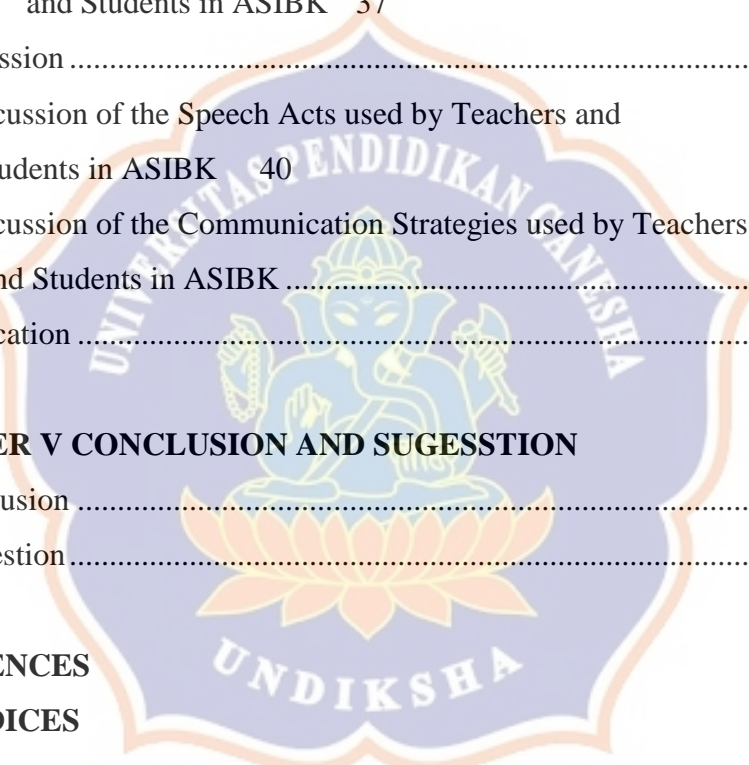 and Students in ASIBK 37
ssion ........................................................................................
cussion of the Speech Acts used by Teachers and
udents in ASIBK 40
cussion of the Communication Strategies used by Teachers
nd Students in ASIBK ..............................................................
cation .......................................................................................
ER V CONCLUSION AND SUGESSTION
usion .......................................................................................
estion ........................................................................................
ENCES
DICES
UNIVERSITAS PENDIDIKAN GANESHA
UNDIKSHA